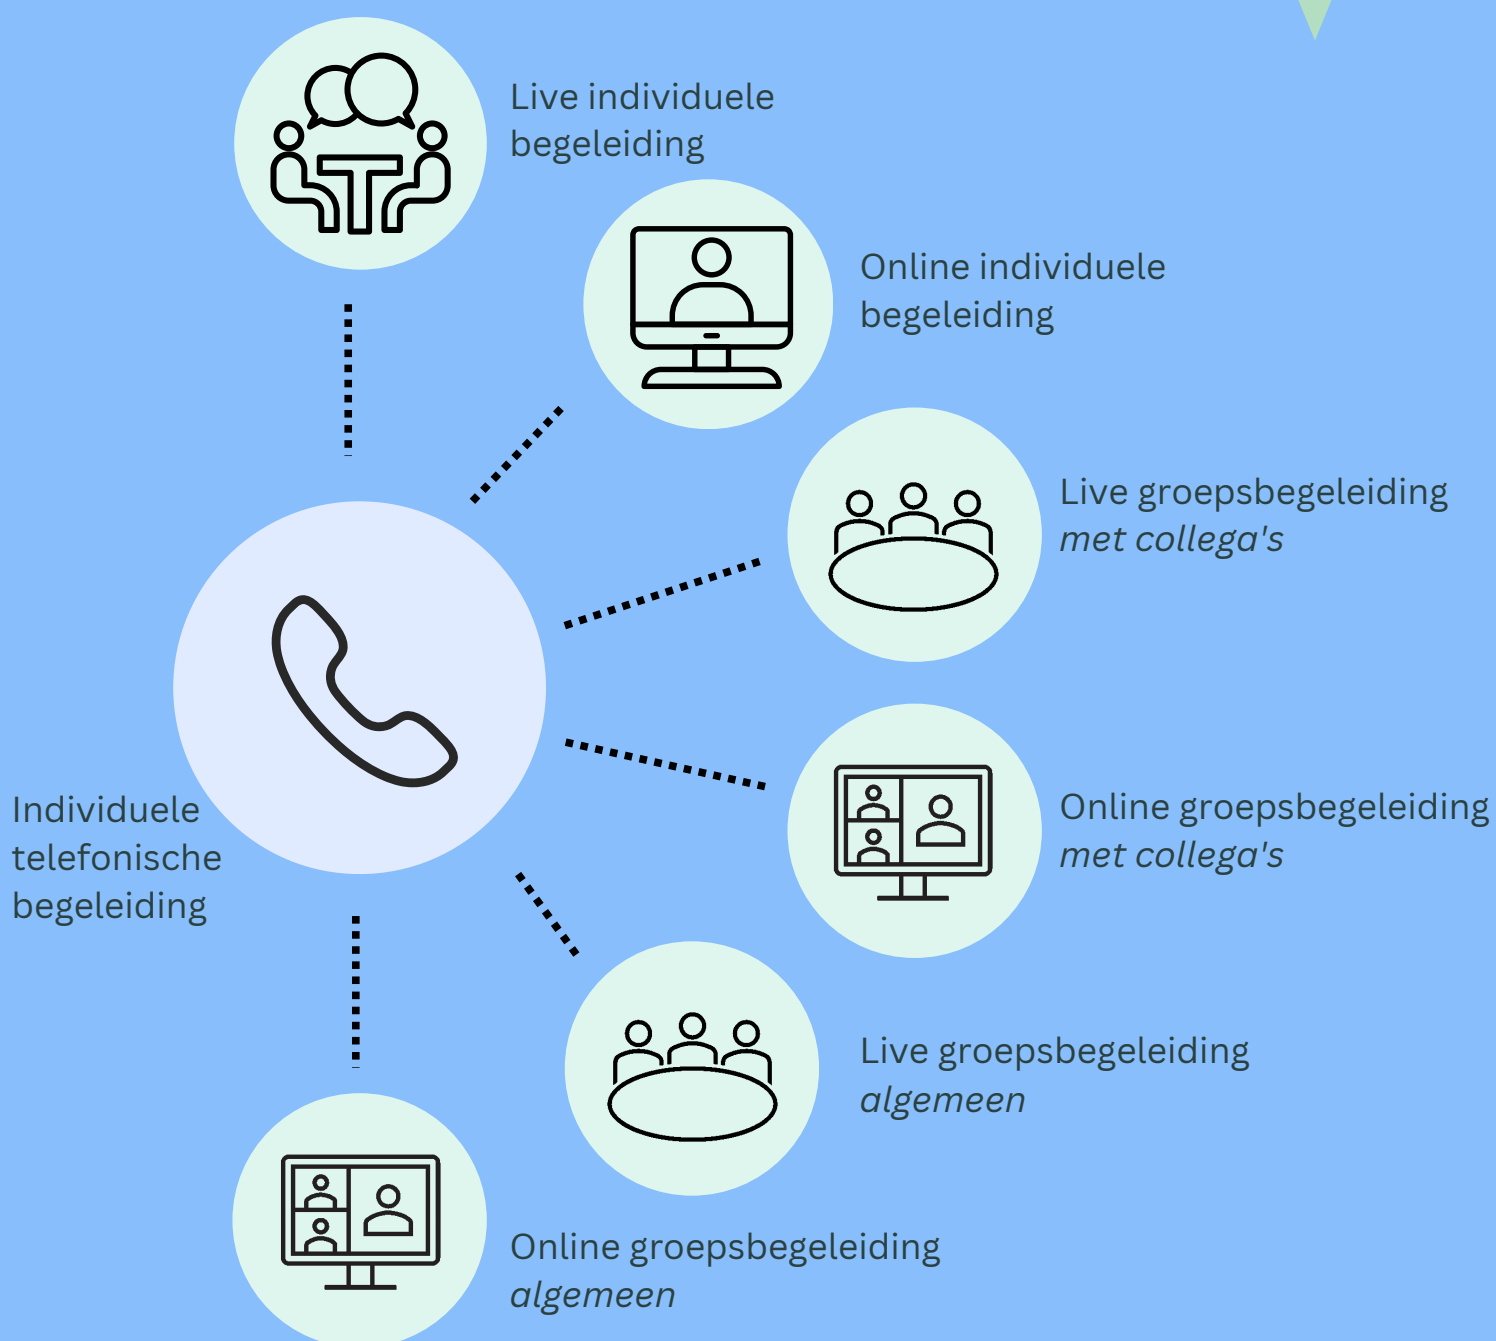 Live individuele
begeleiding
Online individuele
begeleiding
Live groepsbegeleiding
met collega's
Online groepsbegeleiding
met collega's
Individuele
telefonische
begeleiding
Live groepsbegeleiding
algemeen
Online groepsbegeleiding
algemeen